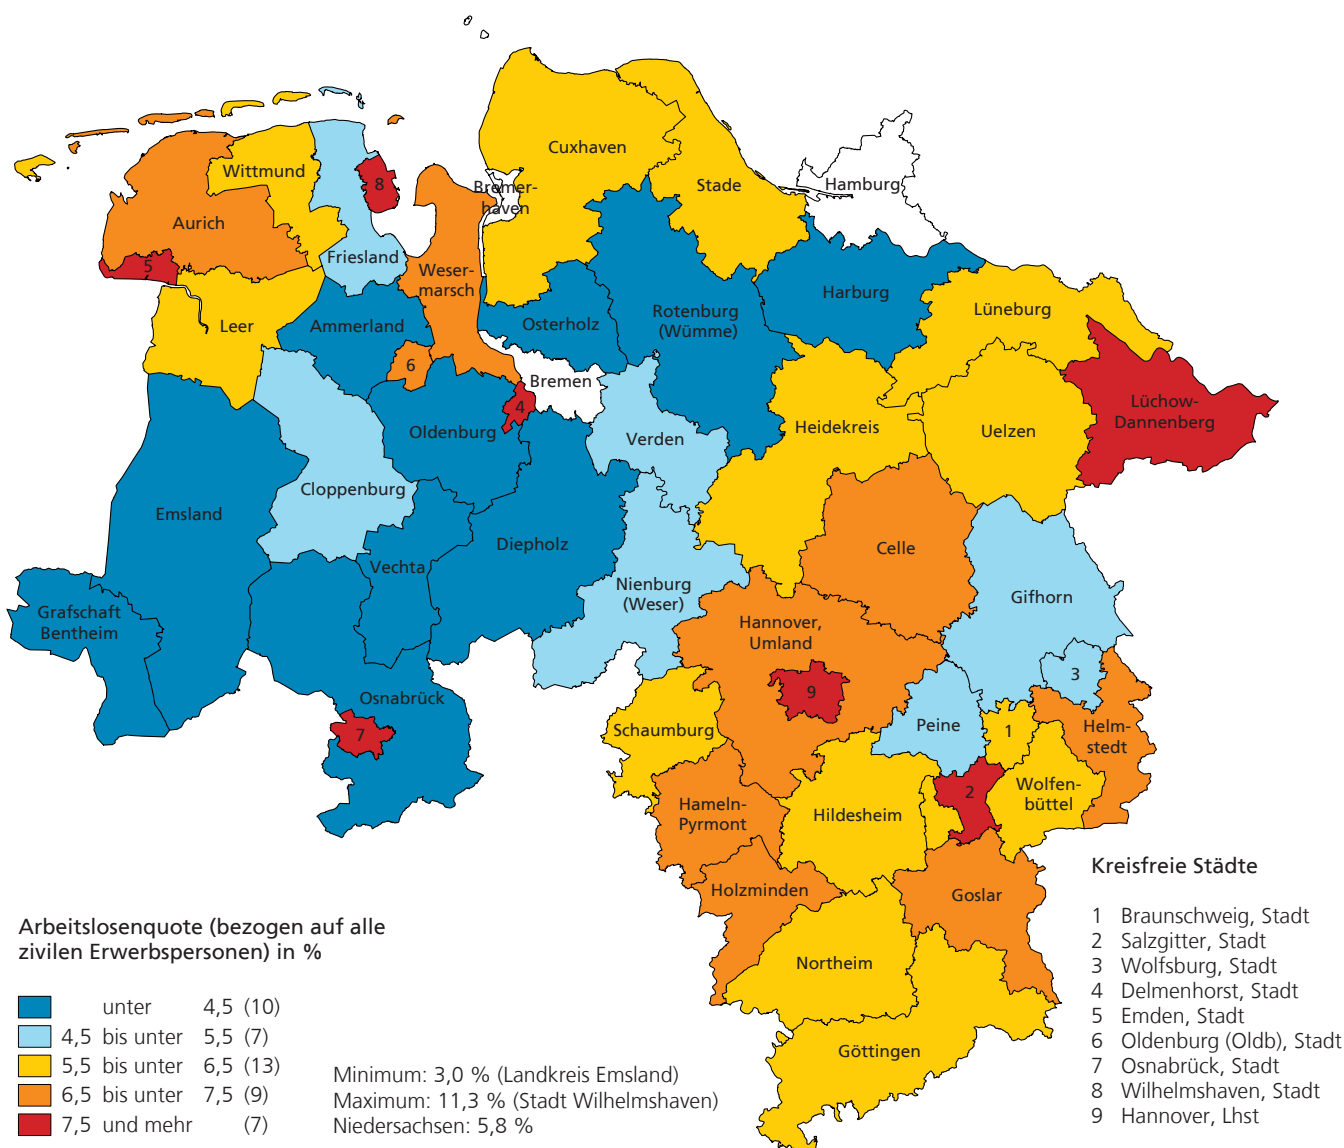 Cuxhaven
Wittmund
Stade
8
Hamburg
Bremer-
haven
Aurich
Friesland
5
Weser-
marsch
Harburg
Lüneburg
Rotenburg
(Wümme)
Leer
Ammerland
Osterholz
6
Bremen
4
Lüchow-
Dannenberg
Oldenburg
Verden
Heidekreis
Uelzen
Cloppenburg
Emsland
Diepholz
Celle
Vechta
Nienburg
(Weser)
Gifhorn
Grafschaft
Bentheim
Hannover,
Umland
3
9
Osnabrück
7
Schaumburg
Peine
1
Helm-
stedt
2
Wolfen-
büttel
Hameln-
Pyrmont
Hildesheim
Holzminden
Goslar
Northeim
Göttingen
Kreisfreie Städte
1 Braunschweig, Stadt
2 Salzgitter, Stadt
3 Wolfsburg, Stadt
4 Delmenhorst, Stadt
5 Emden, Stadt
6 Oldenburg (Oldb), Stadt
7 Osnabrück, Stadt
8 Wilhelmshaven, Stadt
9 Hannover, Lhst
Arbeitslosenquote (bezogen auf alle
zivilen Erwerbspersonen) in %
unter 4,5 (10)
4,5 bis unter 5,5 (7)
5,5 bis unter 6,5 (13)
6,5 bis unter 7,5 (9)
7,5 und mehr (7)
Minimum: 3,0 % (Landkreis Emsland)
Maximum: 11,3 % (Stadt Wilhelmshaven)
Niedersachsen: 5,8 %